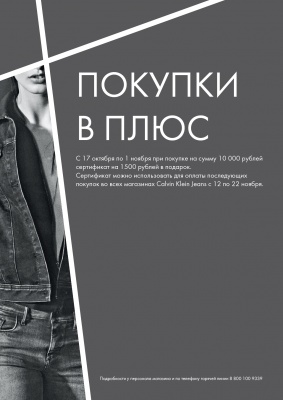 ПОКУПКИ
В ПЛЮС
С 17 октября по 1 ноября при покупке на сумму 10 000 рублей
сертификат на 1500 рублей в подарок.
Сертификат можно использовать для оплаты последующих
покупок во всех магазинах Calvin Klein Jeans с 12 по 22 ноября.
Подробности у персонала магазина и по телефону горячей линии 8 800 100 9339